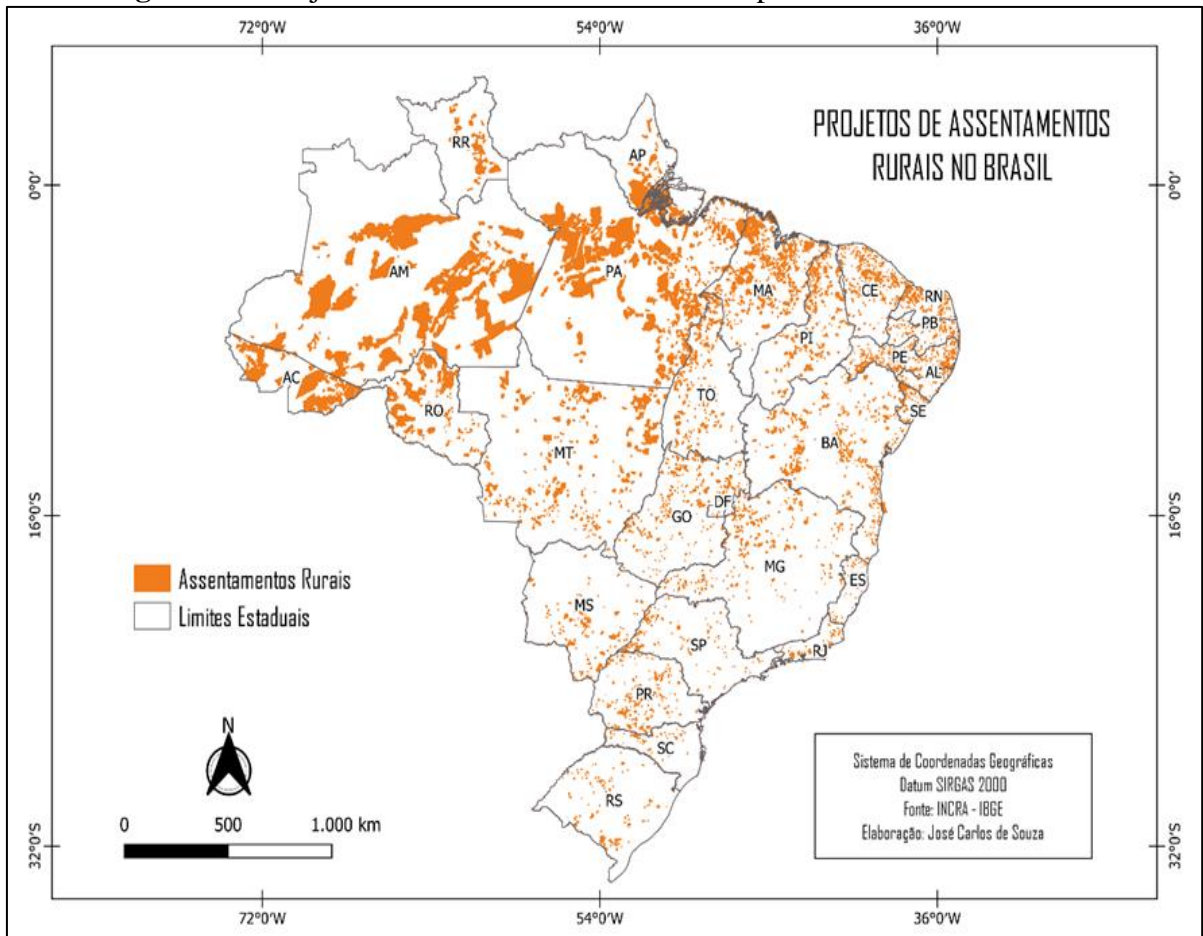 72°0'W 54°0'W 36°0'W
PROJETOS DE ASSENTAMENTOS
RURAIS NO BRASIL
RR
AP
0°0' 0°0'
AM
PA
MA
CE
RN
PB
PI
PE
AL
AC
TO
SE
RO
BA
MT
DF
GO
16°0'S 16°0'S
MG
ES
Assentamentos Rurais
Limites Estaduais
MS
SP
RJ
PR
SC
RS
N
0 500 1.000 km
Sistema de Coordenadas Geográficas
Datum SIRGAS 2000
Fonte: INCRA - IBGE
Elaboração: José Carlos de Souza
32°0'S 32°0'S
72°0'W 54°0'W 36°0'W